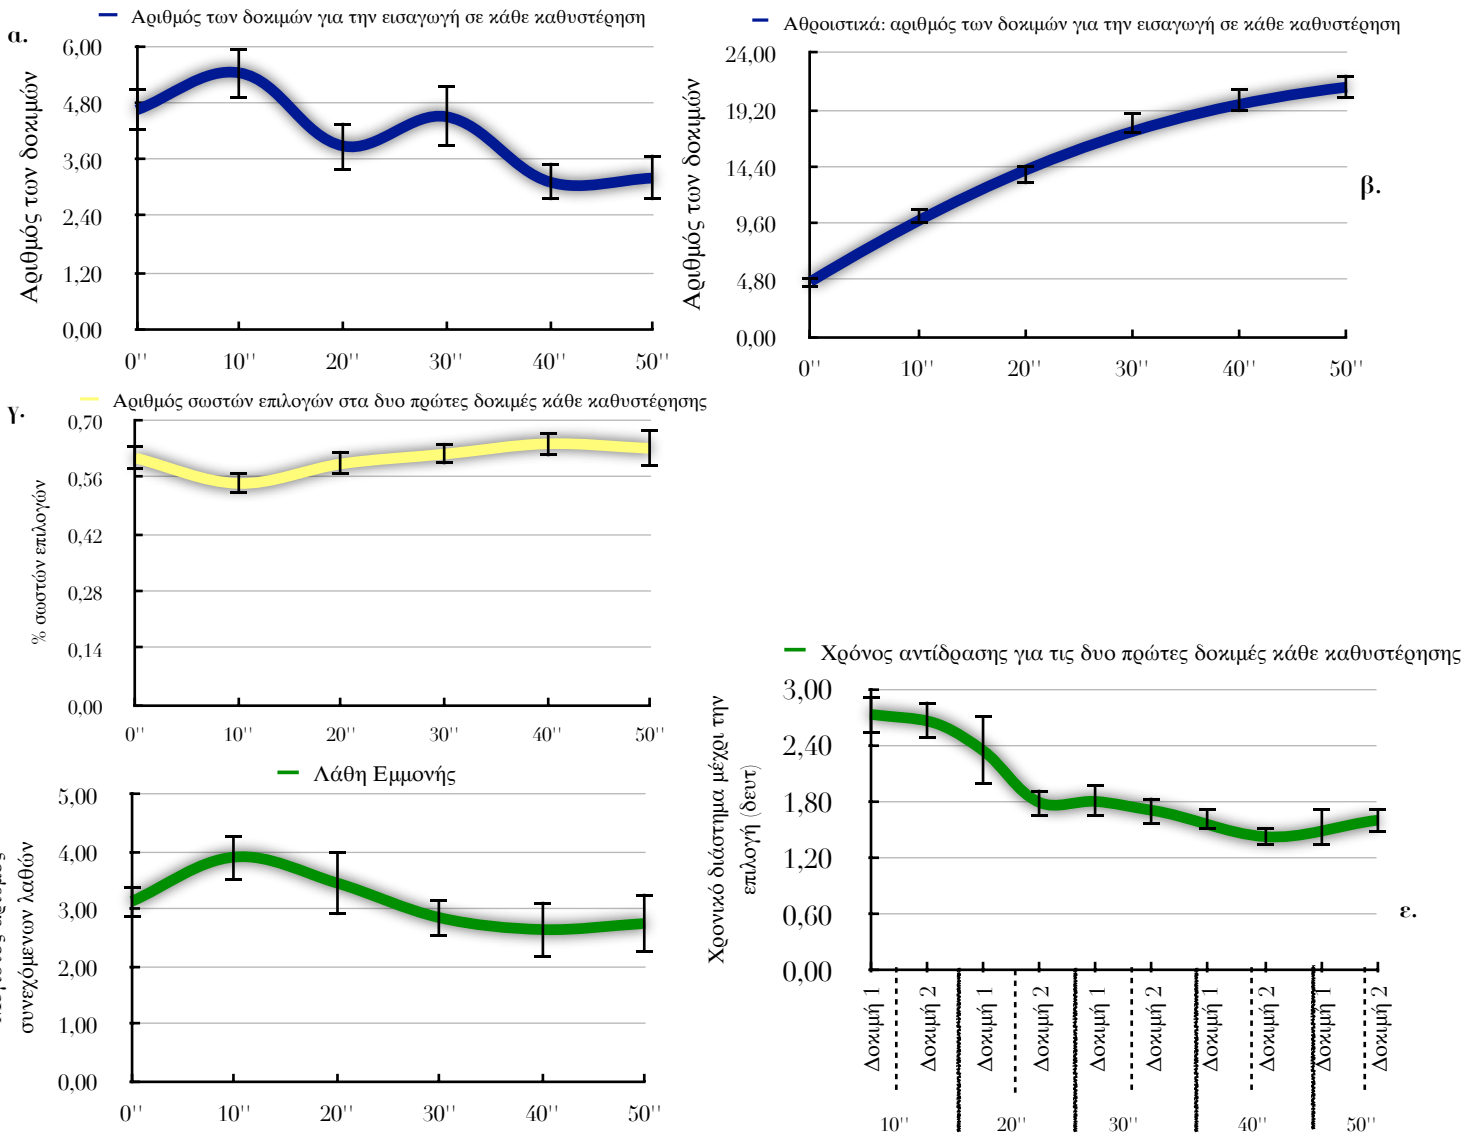 α.
Αριθμός των δοκιμών για την εισαγωγή σε κάθε καθυστέρηση
Αριθμός των δοκιμών
6,00
4,80
3,60
2,40
1,20
0,00
0'' 10'' 20'' 30'' 40'' 50''
Αθροιστικά: αριθμός των δοκιμών για την εισαγωγή σε κάθε καθυστέρηση
Αριθμός των δοκιμών
24,00
19,20
14,40
9,60
4,80
0,00
0'' 10'' 20'' 30'' 40'' 50''
β.
γ.
Αριθμός σωστών επιλογών στα δυο πρώτες δοκιμές κάθε καθυστέρησης
% σωστών επιλογών
0,70
0,56
0,42
0,28
0,14
0,00
0'' 10'' 20'' 30'' 40'' 50''
Λάθη Εμμονής
συνεχόμενων λαθών
5,00
4,00
3,00
2,00
1,00
0,00
0'' 10'' 20'' 30'' 40'' 50''
Χρόνος αντίδρασης για τις δυο πρώτες δοκιμές κάθε καθυστέρησης
Χρονικό διάστημα μέχρι την
επιλογή (δευτ)
3,00
2,40
1,80
1,20
0,60
0,00
ε.
Δοκιμή 1 Δοκιμή 2 Δοκιμή 1 Δοκιμή 2 Δοκιμή 1 Δοκιμή 2 Δοκιμή 1 Δοκιμή 2 Δοκιμή 1 Δοκιμή 2
10'' 20'' 30'' 40'' 50''